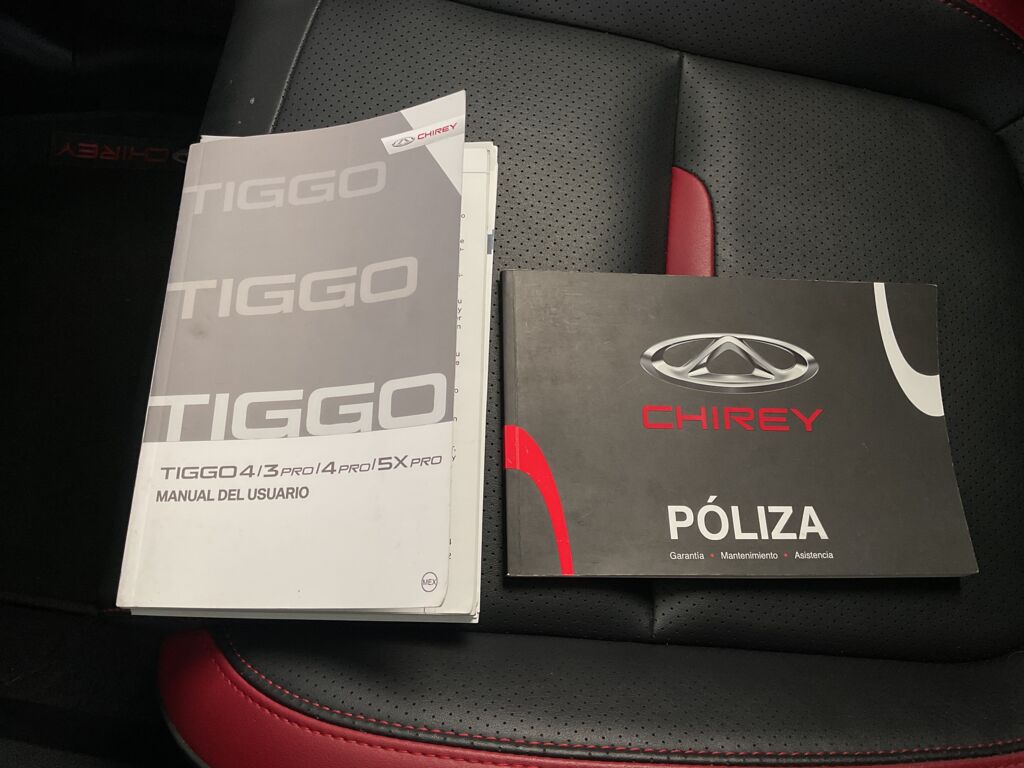 CHIREY
TIGGO
TIGGO
TIGGO
TIGGO 4/3 PRO/4 PRO/5X PRO
MANUAL DEL USUARIO
MEX
CHIREY
PÓLIZA
Garantía • Mantenimiento • Asistencia
CHIREY